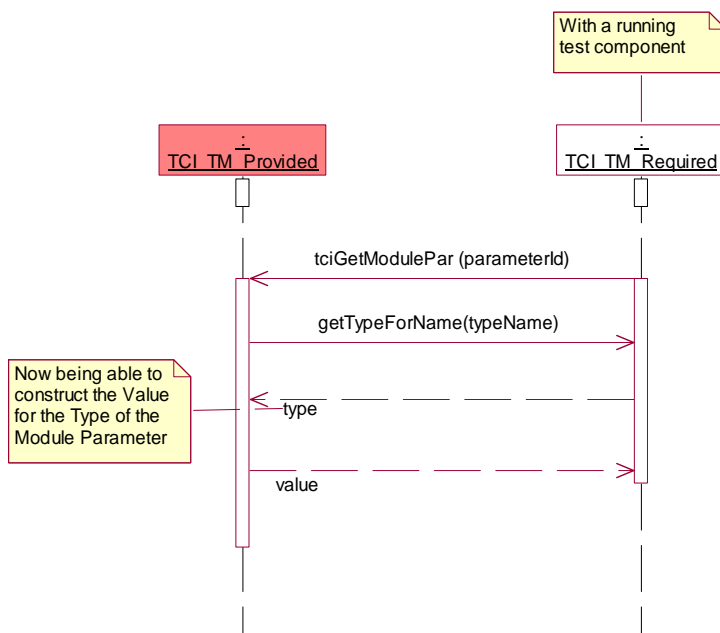 With a running
test component
:
TCI_TM_Provided
:
TCI_TM_Required
tciGetModulePar (parameterId)
getTypeForName(typeName)
Now being able to
construct the Value
for the Type of the
Module Parameter
type
value